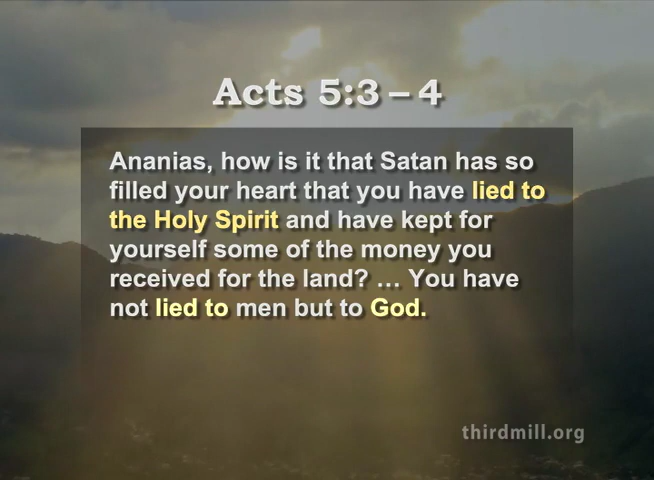 Acts 5:3 – 4
Ananias, how is it that Satan has so
filled your heart that you have lied to
the Holy Spirit and have kept for
yourself some of the money you
received for the land? … You have
not lied to men but to God.
thirdmill.org